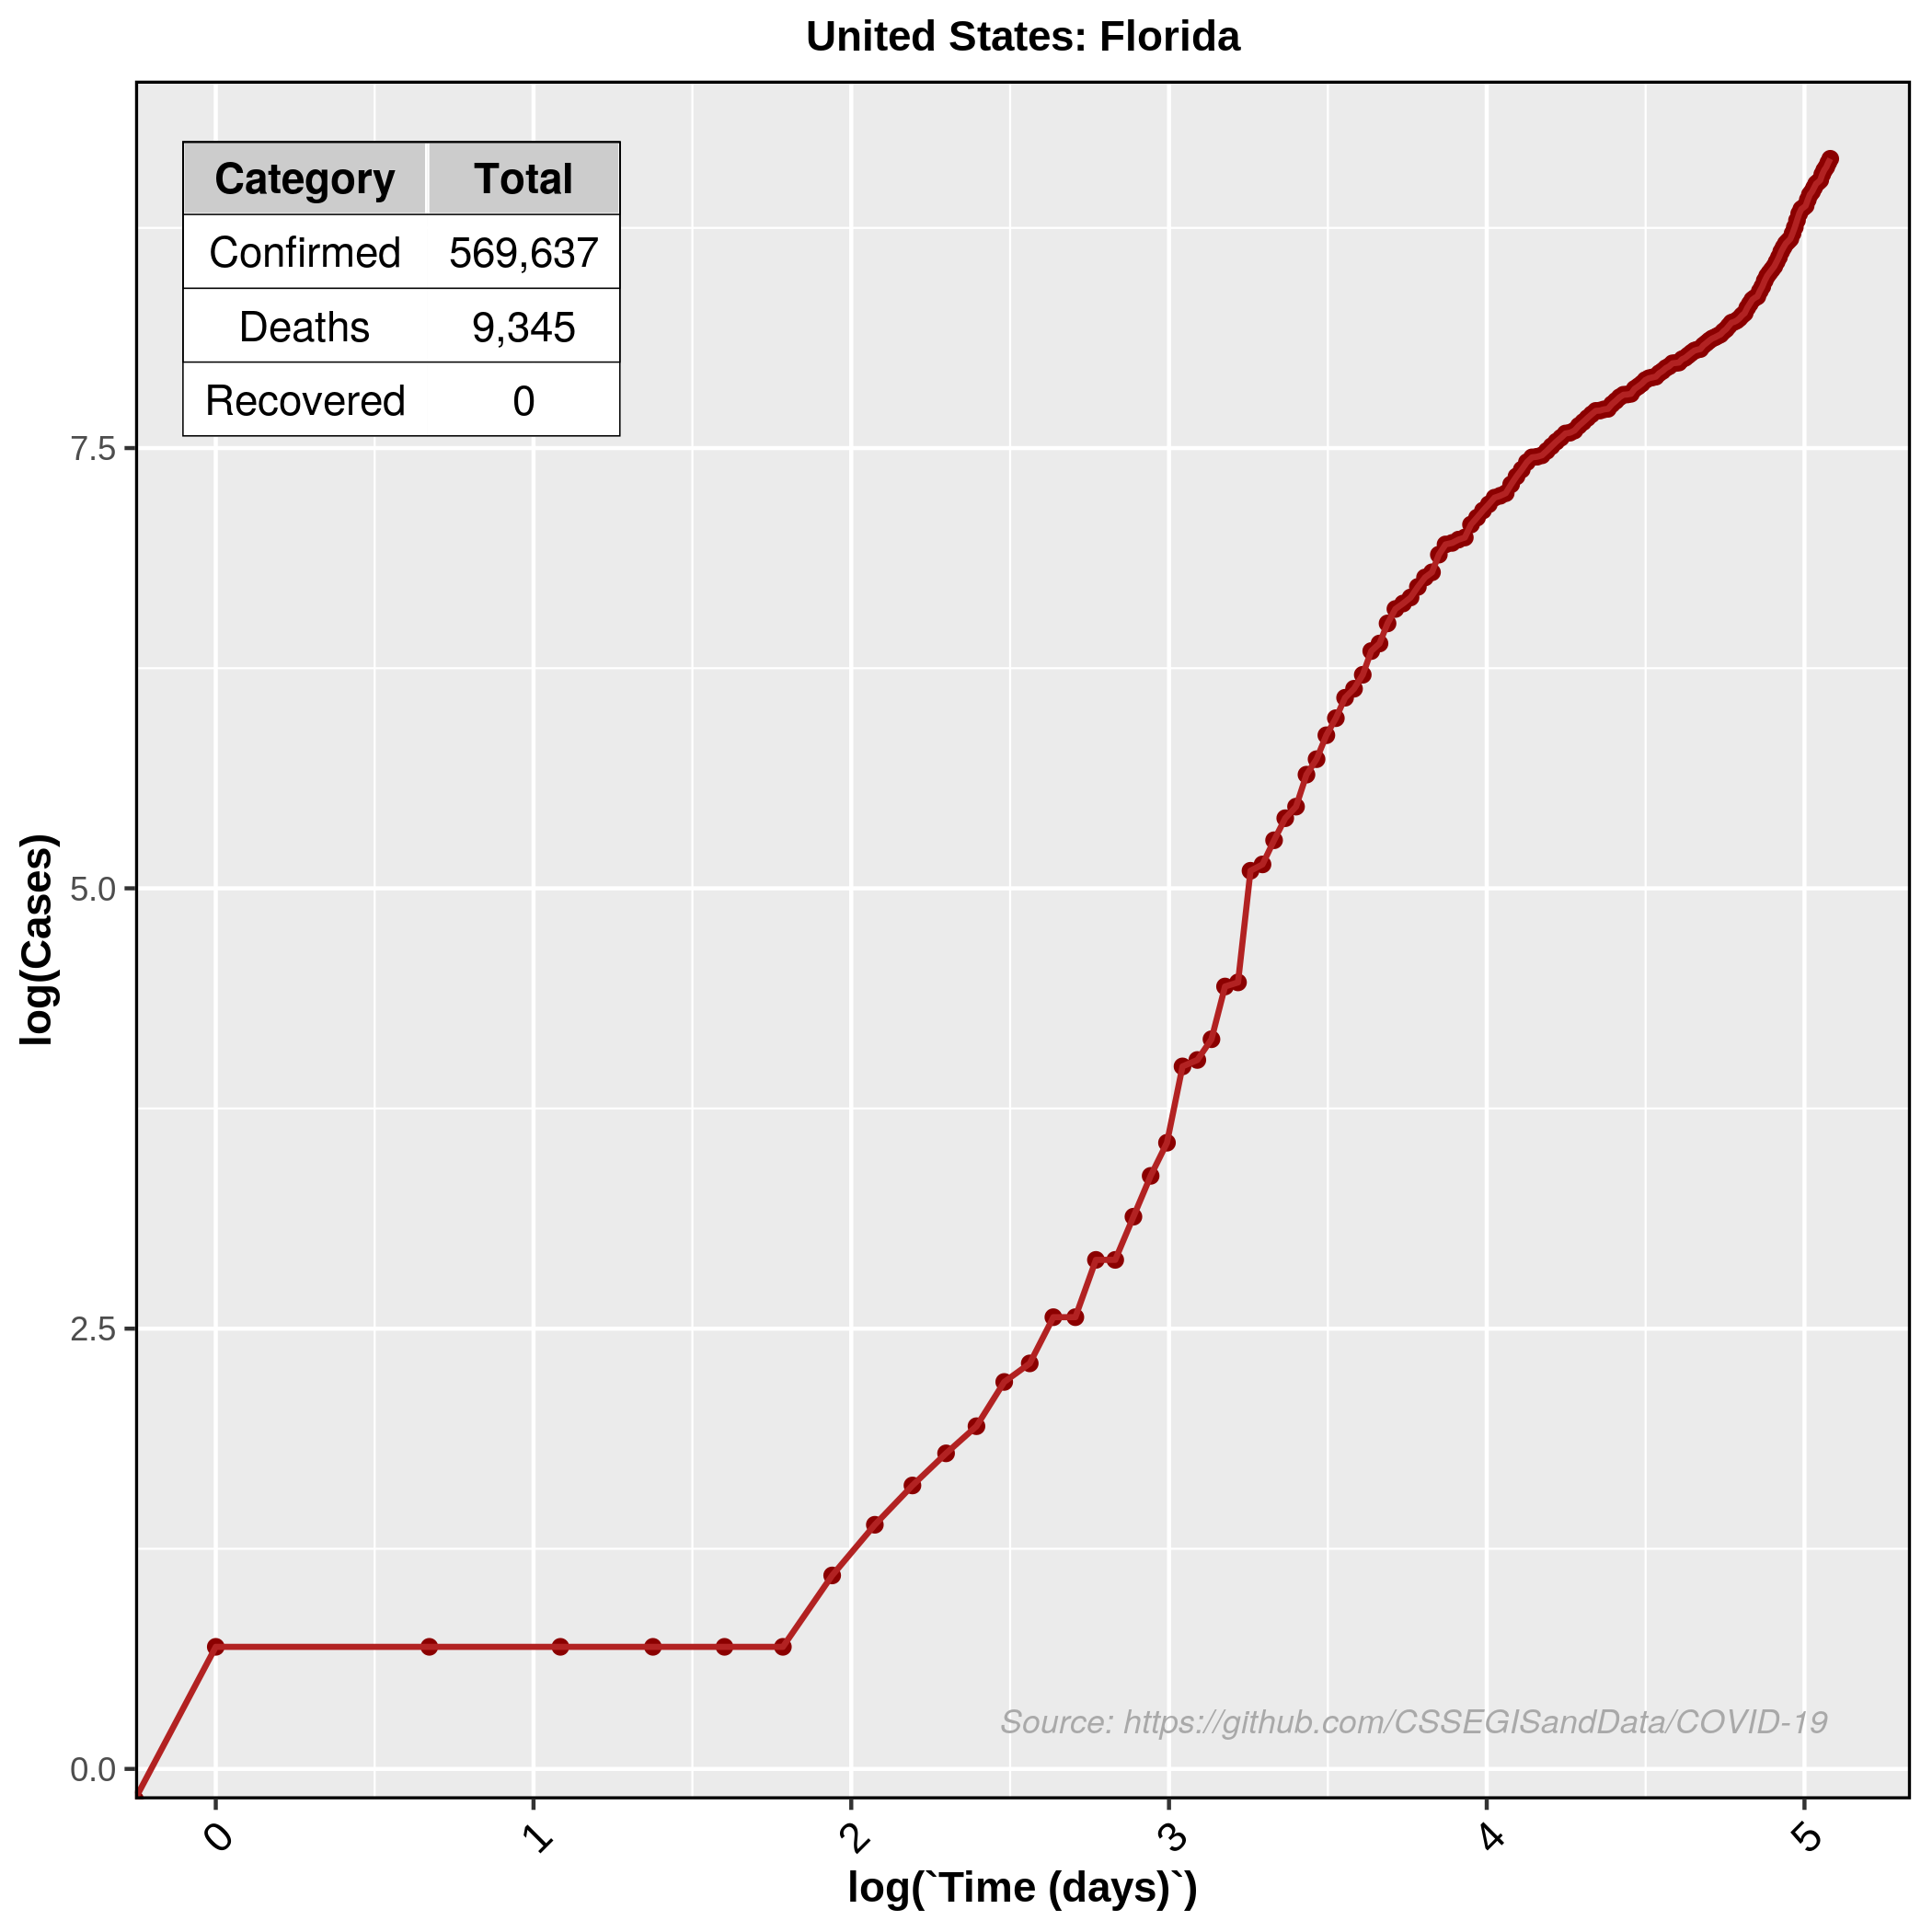 United States: Florida
Category Total
Confirmed 569,637
Deaths 9,345
Recovered 0
7.5
5.0
2.5
0.0
log(Cases)
Source: https://github.com/CSSEGISandData/COVID-19
0 1 2 3 4 5
log(`Time (days)`)